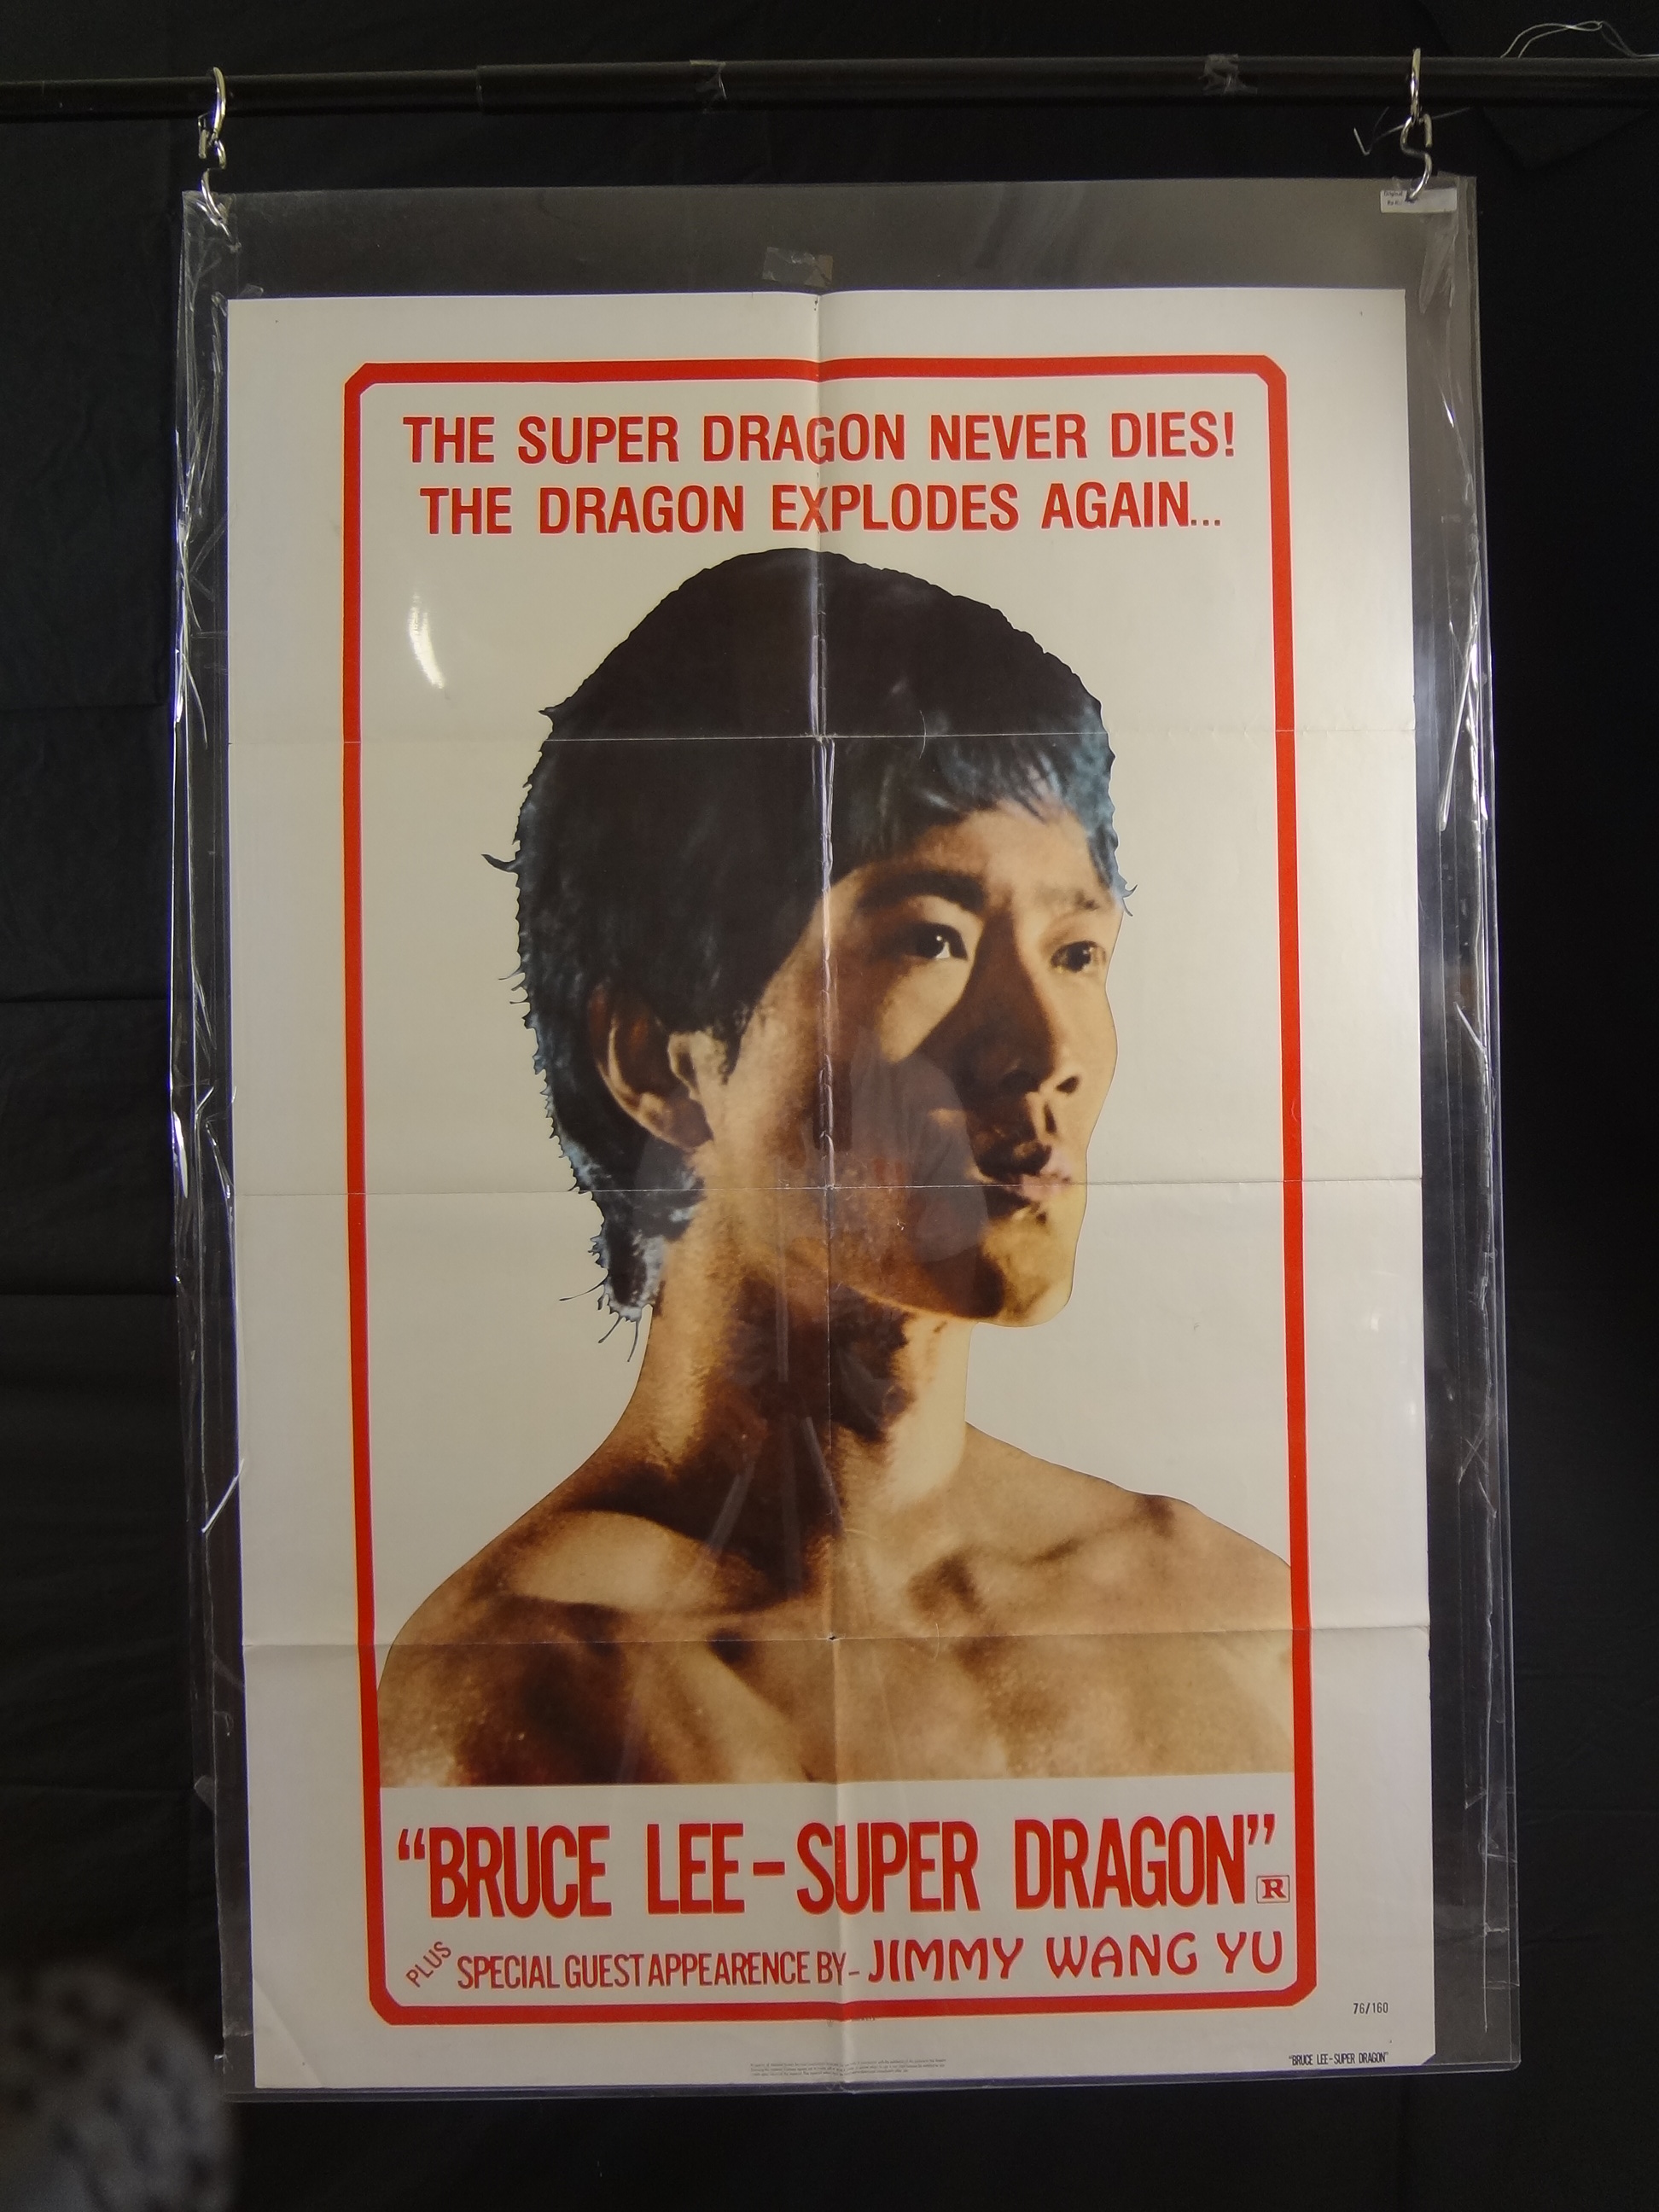 THE SUPER DRAGON NEVER DIES!
THE DRAGON EXPLODES AGAIN...
"BRUCE LEE-SUPER DRAGON" R
PLUS SPECIAL GUEST APPEARENCE BY- JIMMY WANG YU
76/160
"BRUCE LEE-SUPER DRAGON"